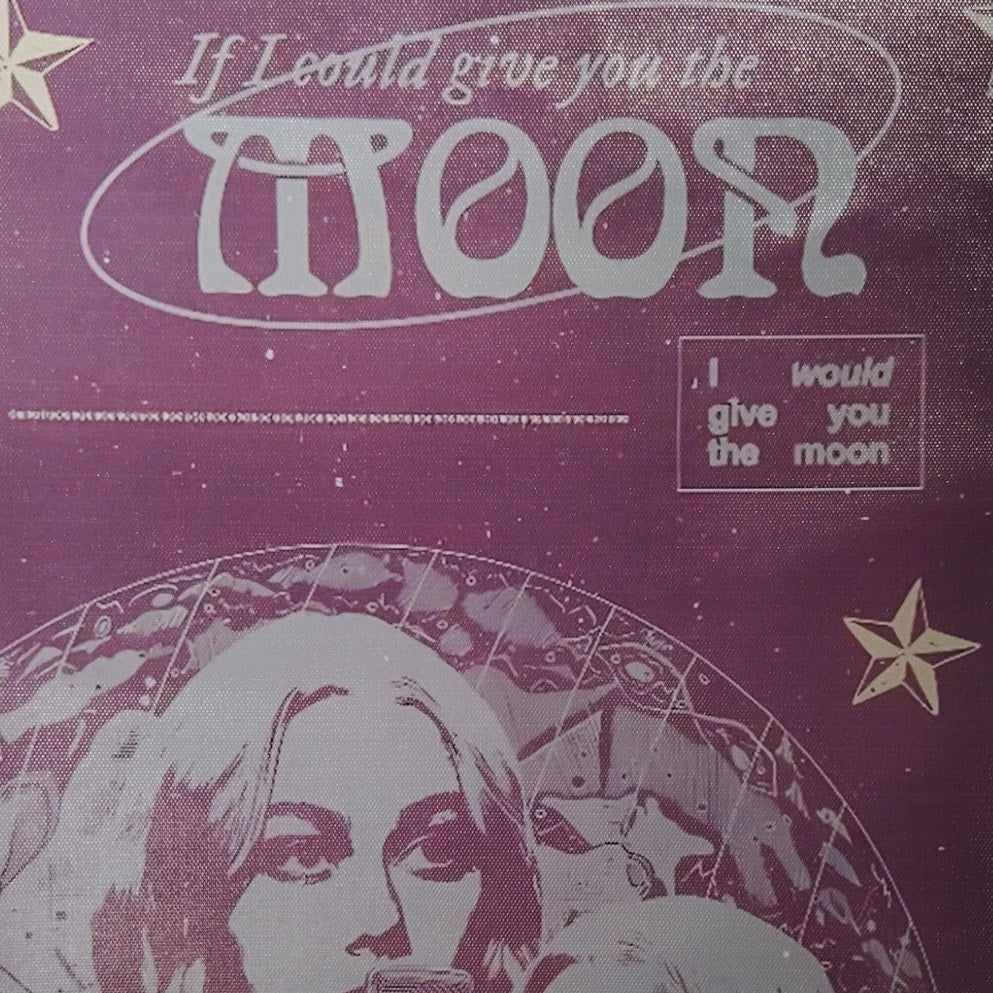 If I could give you the
MOON
I would
give you
the moon